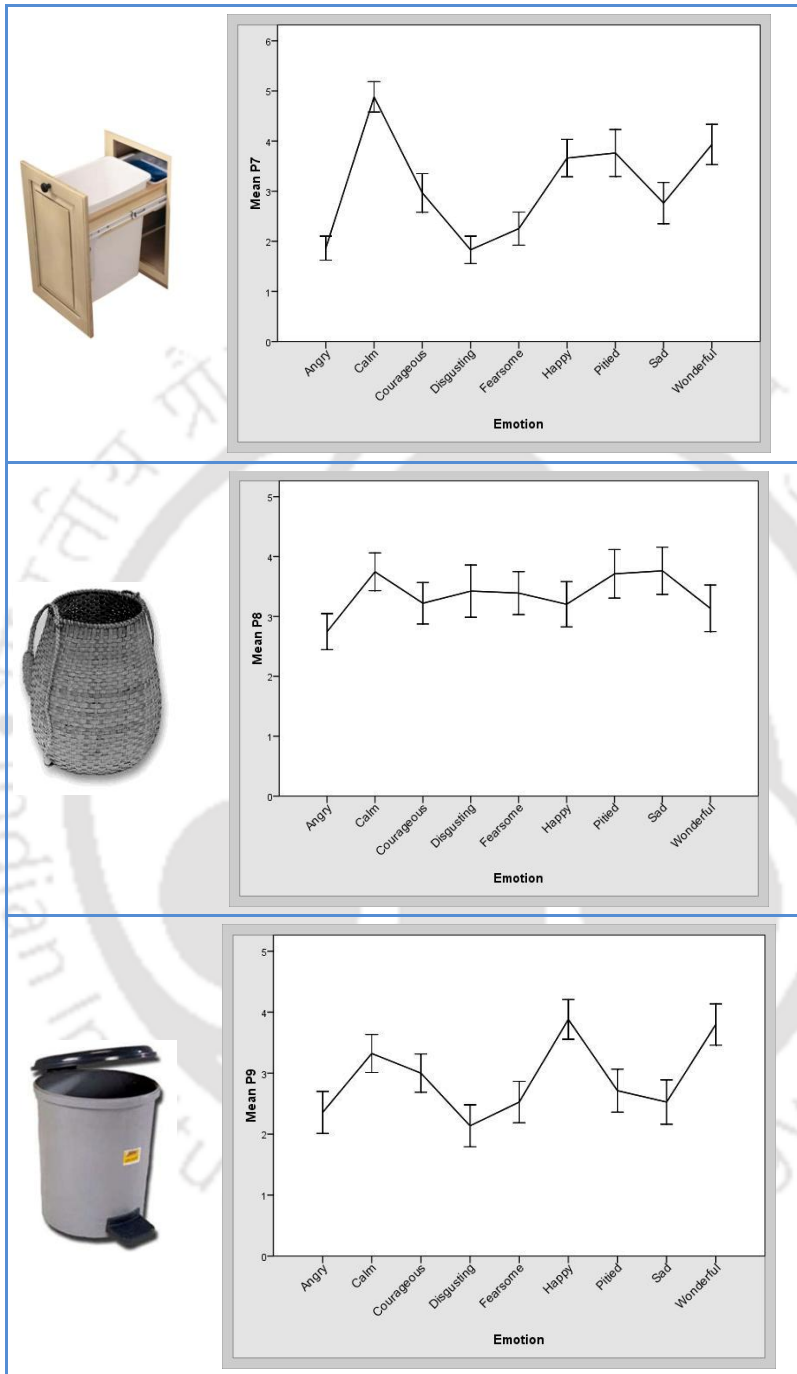 6
5
4
3
2
1
0
Mean P7
Angry
Calm
Courageous
Disgusting
Fearsome
Happy
Pitied
Sad
Wonderful
Emotion
5
4
3
2
1
0
Mean P8
Angry
Calm
Courageous
Disgusting
Fearsome
Happy
Pitied
Sad
Wonderful
Emotion
5
4
3
2
1
0
Mean P9
Angry
Calm
Courageous
Disgusting
Fearsome
Happy
Pitied
Sad
Wonderful
Emotion